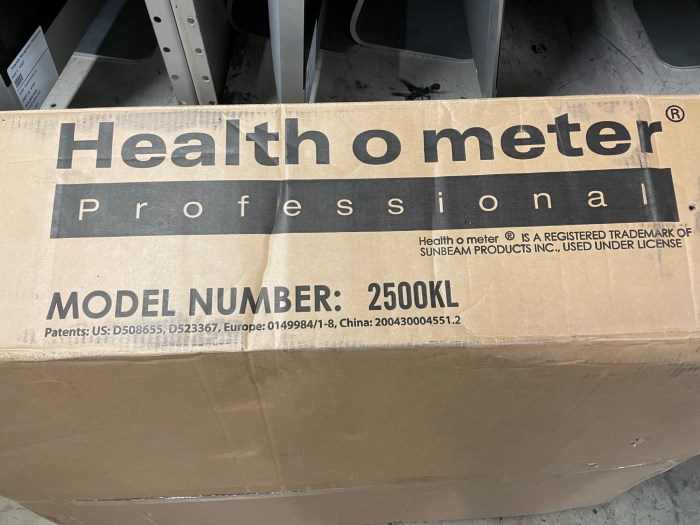 Health o meter®
Professional
Health o meter ® IS A REGISTERED TRADEMARK OF
SUNBEAM PRODUCTS INC., USED UNDER LICENSE
MODEL NUMBER: 2500KL
Patents: US: D508655, D523367, Europe: 0149984/1-8, China: 200430004551.2